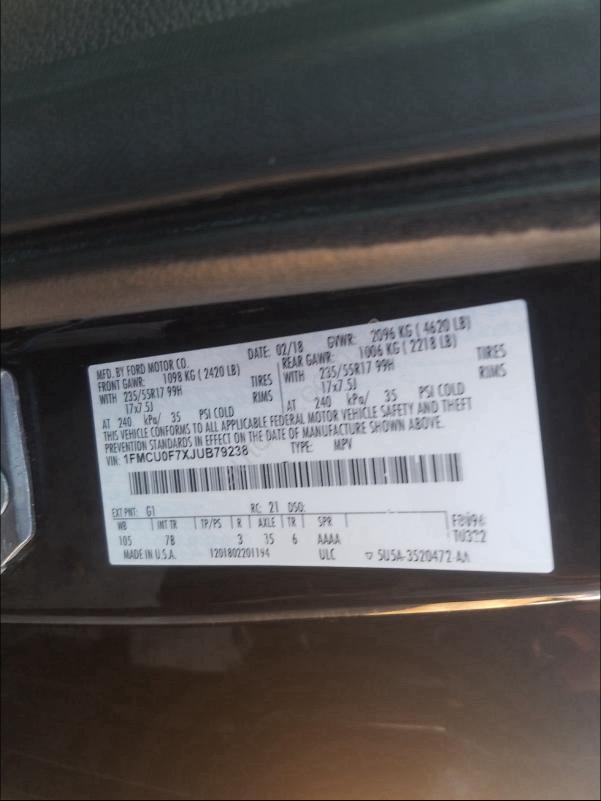 MFD. BY FORD MOTOR CO.
DATE: 02/18 GVWR: 2096 KG ( 4620 LB)
FRONT GAWR: 1098 KG ( 2420 LB) REAR GAWR: 1006 KG ( 2218 LB)
WITH 235/55R17 99H TIRES WITH 235/55R17 99H TIRES
17x7.5J RIMS 17x7.5J RIMS
AT 240 kPa/ 35 PSI COLD AT 240 kPa/ 35 PSI COLD
THIS VEHICLE CONFORMS TO ALL APPLICABLE FEDERAL MOTOR VEHICLE SAFETY AND THEFT
PREVENTION STANDARDS IN EFFECT ON THE DATE OF MANUFACTURE SHOWN ABOVE.
VIN: 1FMCU0F7XJUB79238 TYPE: MPV
EXT PNT: G1 RC: 21 DSO:
WB INT TR TP/PS R AXLE TR SPR
105 7B 3 75 6 AAAA
MADE IN U.S.A. 1201802201194 ULC 5U5A-3520472-AA